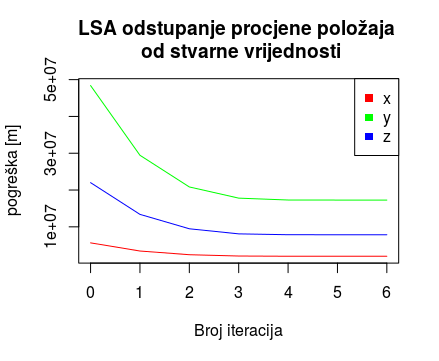 LSA odstupanje procjene položaja
od stvarne vrijednosti
pogreška [m]
5e+07
3e+07
1e+07
x
y
z
0 1 2 3 4 5 6
Broj iteracija